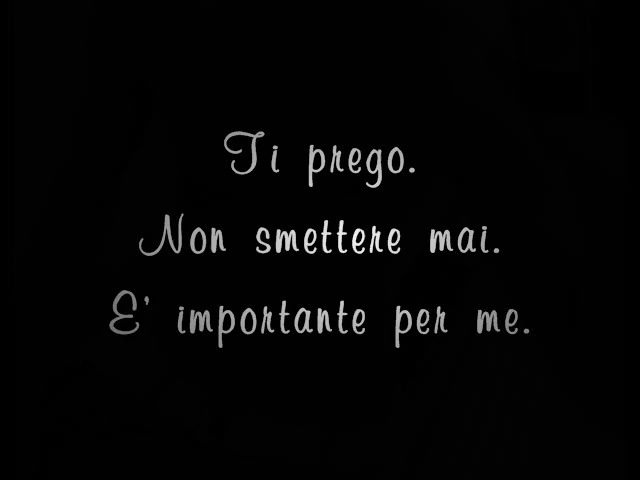 Ti prego.
Non smettere mai.
E' importante per me.